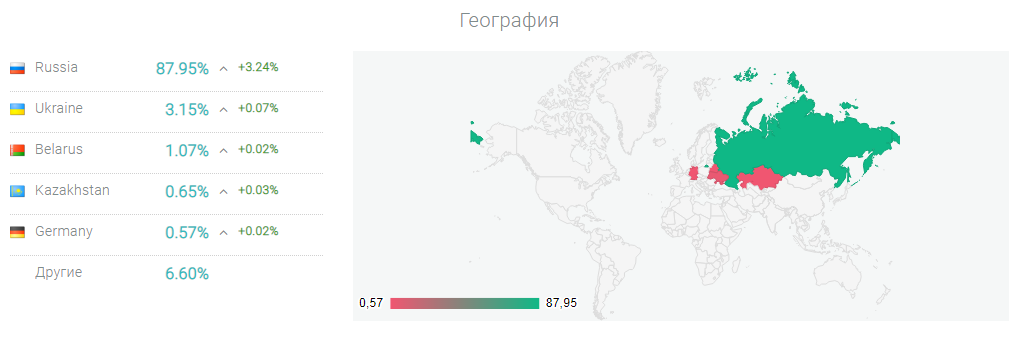 География
Russia 87.95% +3.24%
Ukraine 3.15% +0.07%
Belarus 1.07% +0.02%
Kazakhstan 0.65% +0.03%
Germany 0.57% +0.02%
Другие 6.60%
0,57 87,95